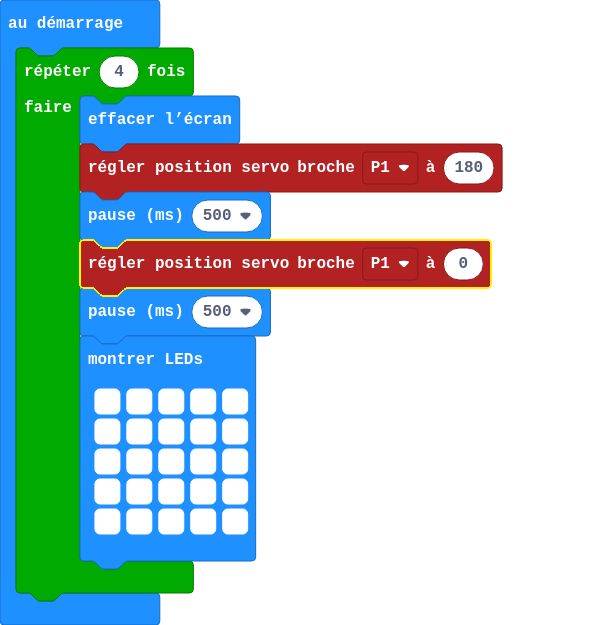 au démarrage
répéter 4 fois
faire
effacer l’écran
régler position servo broche P1 à 180
pause (ms) 500
régler position servo broche P1 à 0
pause (ms) 500
montrer LEDs